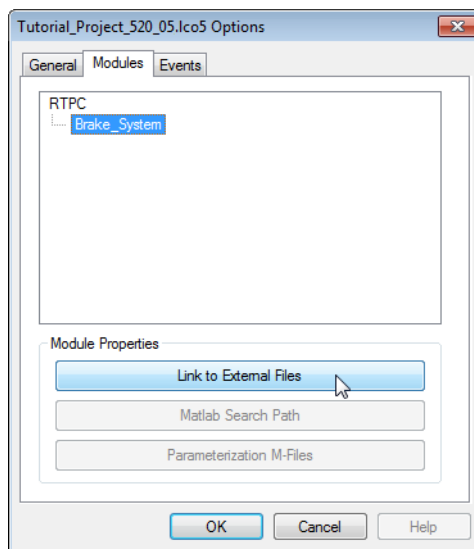 Tutorial_Project_520_05.lco5 Options
General Modules Events
RTPC
Brake_System
Module Properties
Link to External Files
Matlab Search Path
Parameterization M-Files
OK Cancel Help